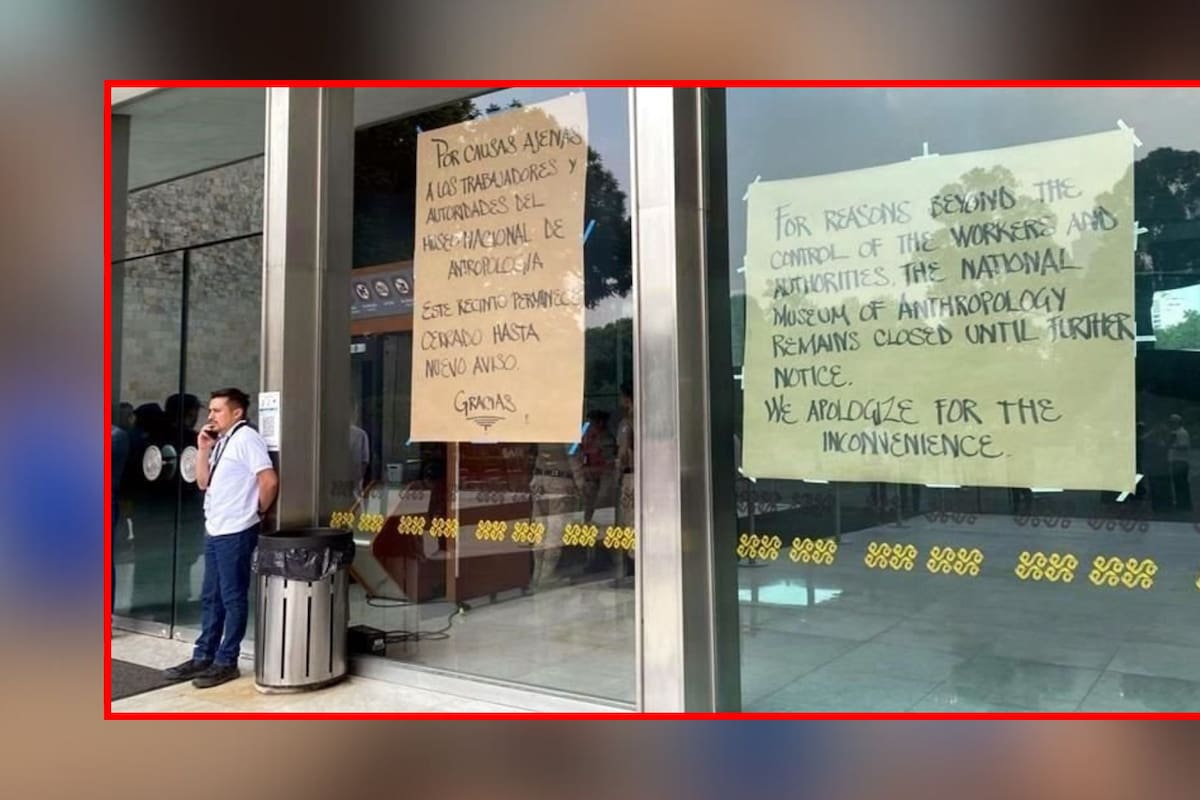 POR CAUSAS AJENAS
A LOS TRABAJADORES Y
AUTORIDADES DEL
MUSEO NACIONAL DE
ANTROPOLOGÍA
ESTE RECINTO PERMANECE
CERRADO HASTA
NUEVO AVISO.
GRACIAS
!
FOR REASONS BEYOND THE
CONTROL OF THE WORKERS AND
AUTHORITIES, THE NATIONAL
MUSEUM OF ANTHROPOLOGY
REMAINS CLOSED UNTIL FURTHER
NOTICE.
WE APOLOGIZE FOR THE
INCONVENIENCE.